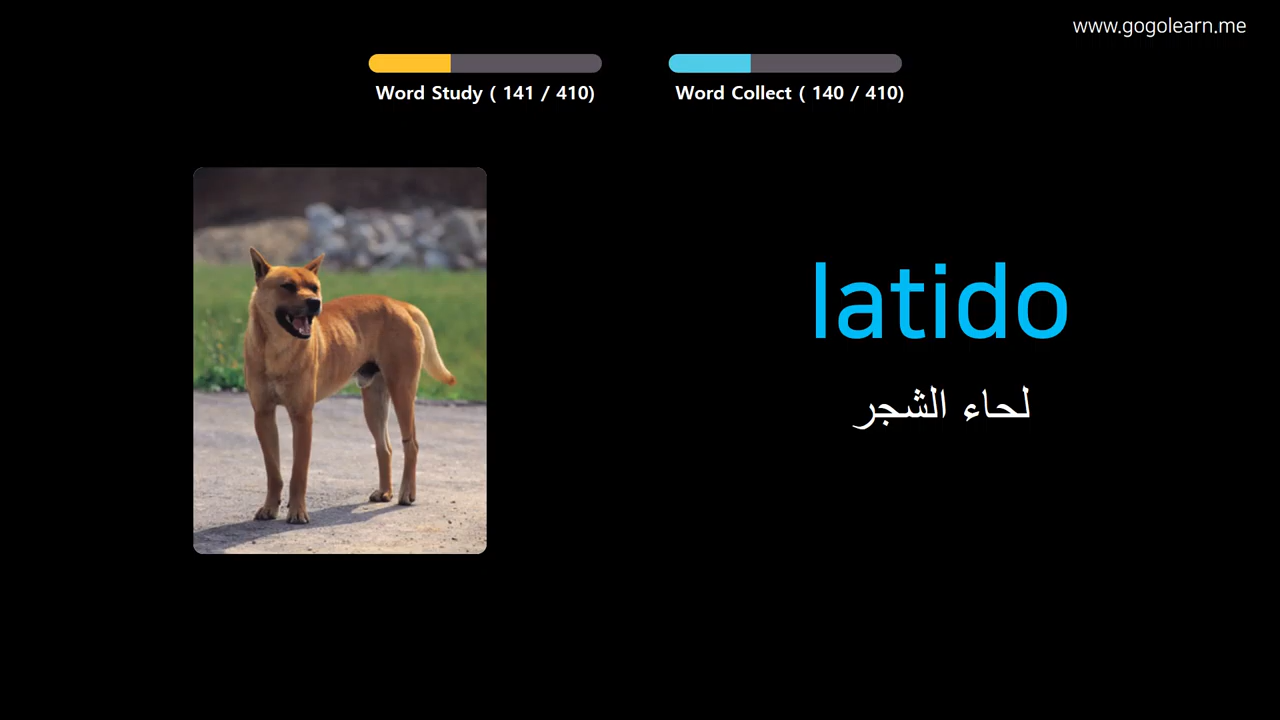 www.gogolearn.me
Word Study ( 141 / 410)
Word Collect ( 140 / 410)
latido
لحاء الشجر